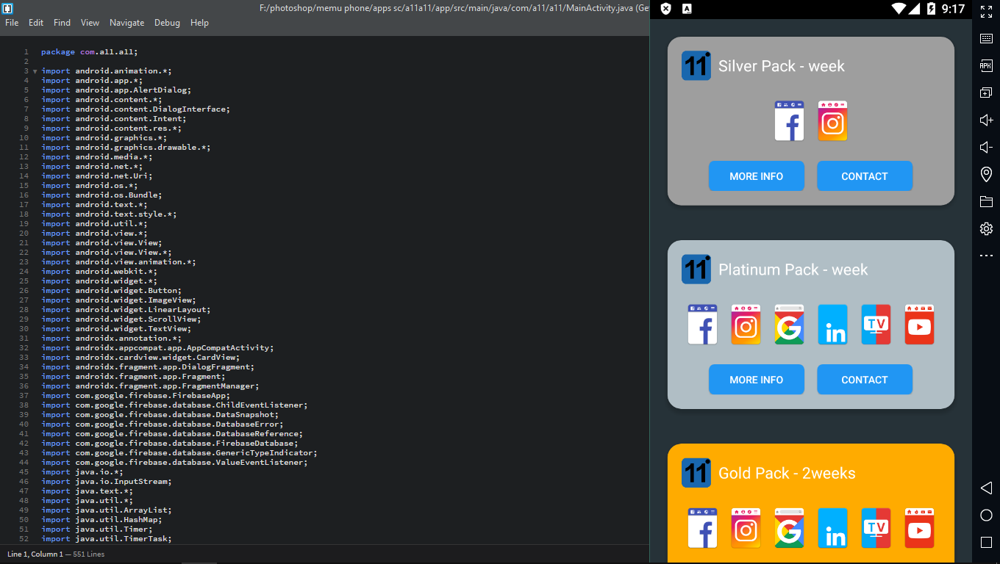 F:/photoshop/memu phone/apps sc/a11a11/app/src/main/java/com/a11/a11/MainActivity.java (Ge
File Edit Find View Navigate Debug Help
1 package com.a11.a11;
2
3 import android.animation.*;
4 import android.app.*;
5 import android.app.AlertDialog;
6 import android.content.*;
7 import android.content.DialogInterface;
8 import android.content.Intent;
9 import android.content.res.*;
10 import android.graphics.*;
11 import android.graphics.drawable.*;
12 import android.media.*;
13 import android.net.*;
14 import android.net.Uri;
15 import android.os.*;
16 import android.os.Bundle;
17 import android.text.*;
18 import android.text.style.*;
19 import android.util.*;
20 import android.view.*;
21 import android.view.View;
22 import android.view.View.*;
23 import android.view.animation.*;
24 import android.webkit.*;
25 import android.widget.*;
26 import android.widget.Button;
27 import android.widget.ImageView;
28 import android.widget.LinearLayout;
29 import android.widget.ScrollView;
30 import android.widget.TextView;
31 import androidx.annotation.*;
32 import androidx.appcompat.app.AppCompatActivity;
33 import androidx.cardview.widget.CardView;
34 import androidx.fragment.app.DialogFragment;
35 import androidx.fragment.app.Fragment;
36 import androidx.fragment.app.FragmentManager;
37 import com.google.firebase.FirebaseApp;
38 import com.google.firebase.database.ChildEventListener;
39 import com.google.firebase.database.DataSnapshot;
40 import com.google.firebase.database.DatabaseError;
41 import com.google.firebase.database.DatabaseReference;
42 import com.google.firebase.database.FirebaseDatabase;
43 import com.google.firebase.database.GenericTypeIndicator;
44 import com.google.firebase.database.ValueEventListener;
45 import java.io.*;
46 import java.io.InputStream;
47 import java.text.*;
48 import java.util.*;
49 import java.util.ArrayList;
50 import java.util.HashMap;
51 import java.util.Timer;
52 import java.util.TimerTask;
Line 1, Column 1 — 551 Lines
A
9:17
11 Silver Pack - week
f
MORE INFO CONTACT
11 Platinum Pack - week
f G in TV
MORE INFO CONTACT
11 Gold Pack - 2weeks
f G in TV
APK